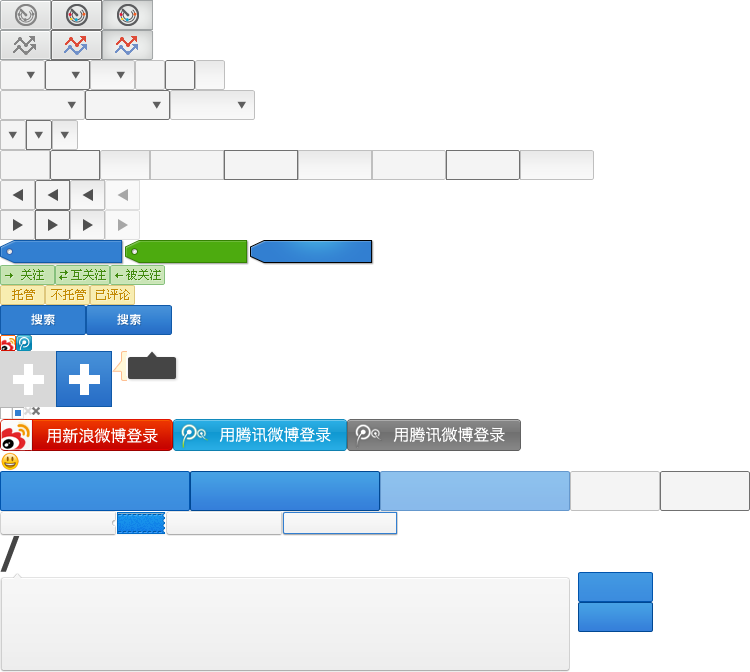 → 关注 ⇄互关注 ←被关注
托管 不托管 已评论
搜索 搜索
用新浪微博登录 用腾讯微博登录 用腾讯微博登录